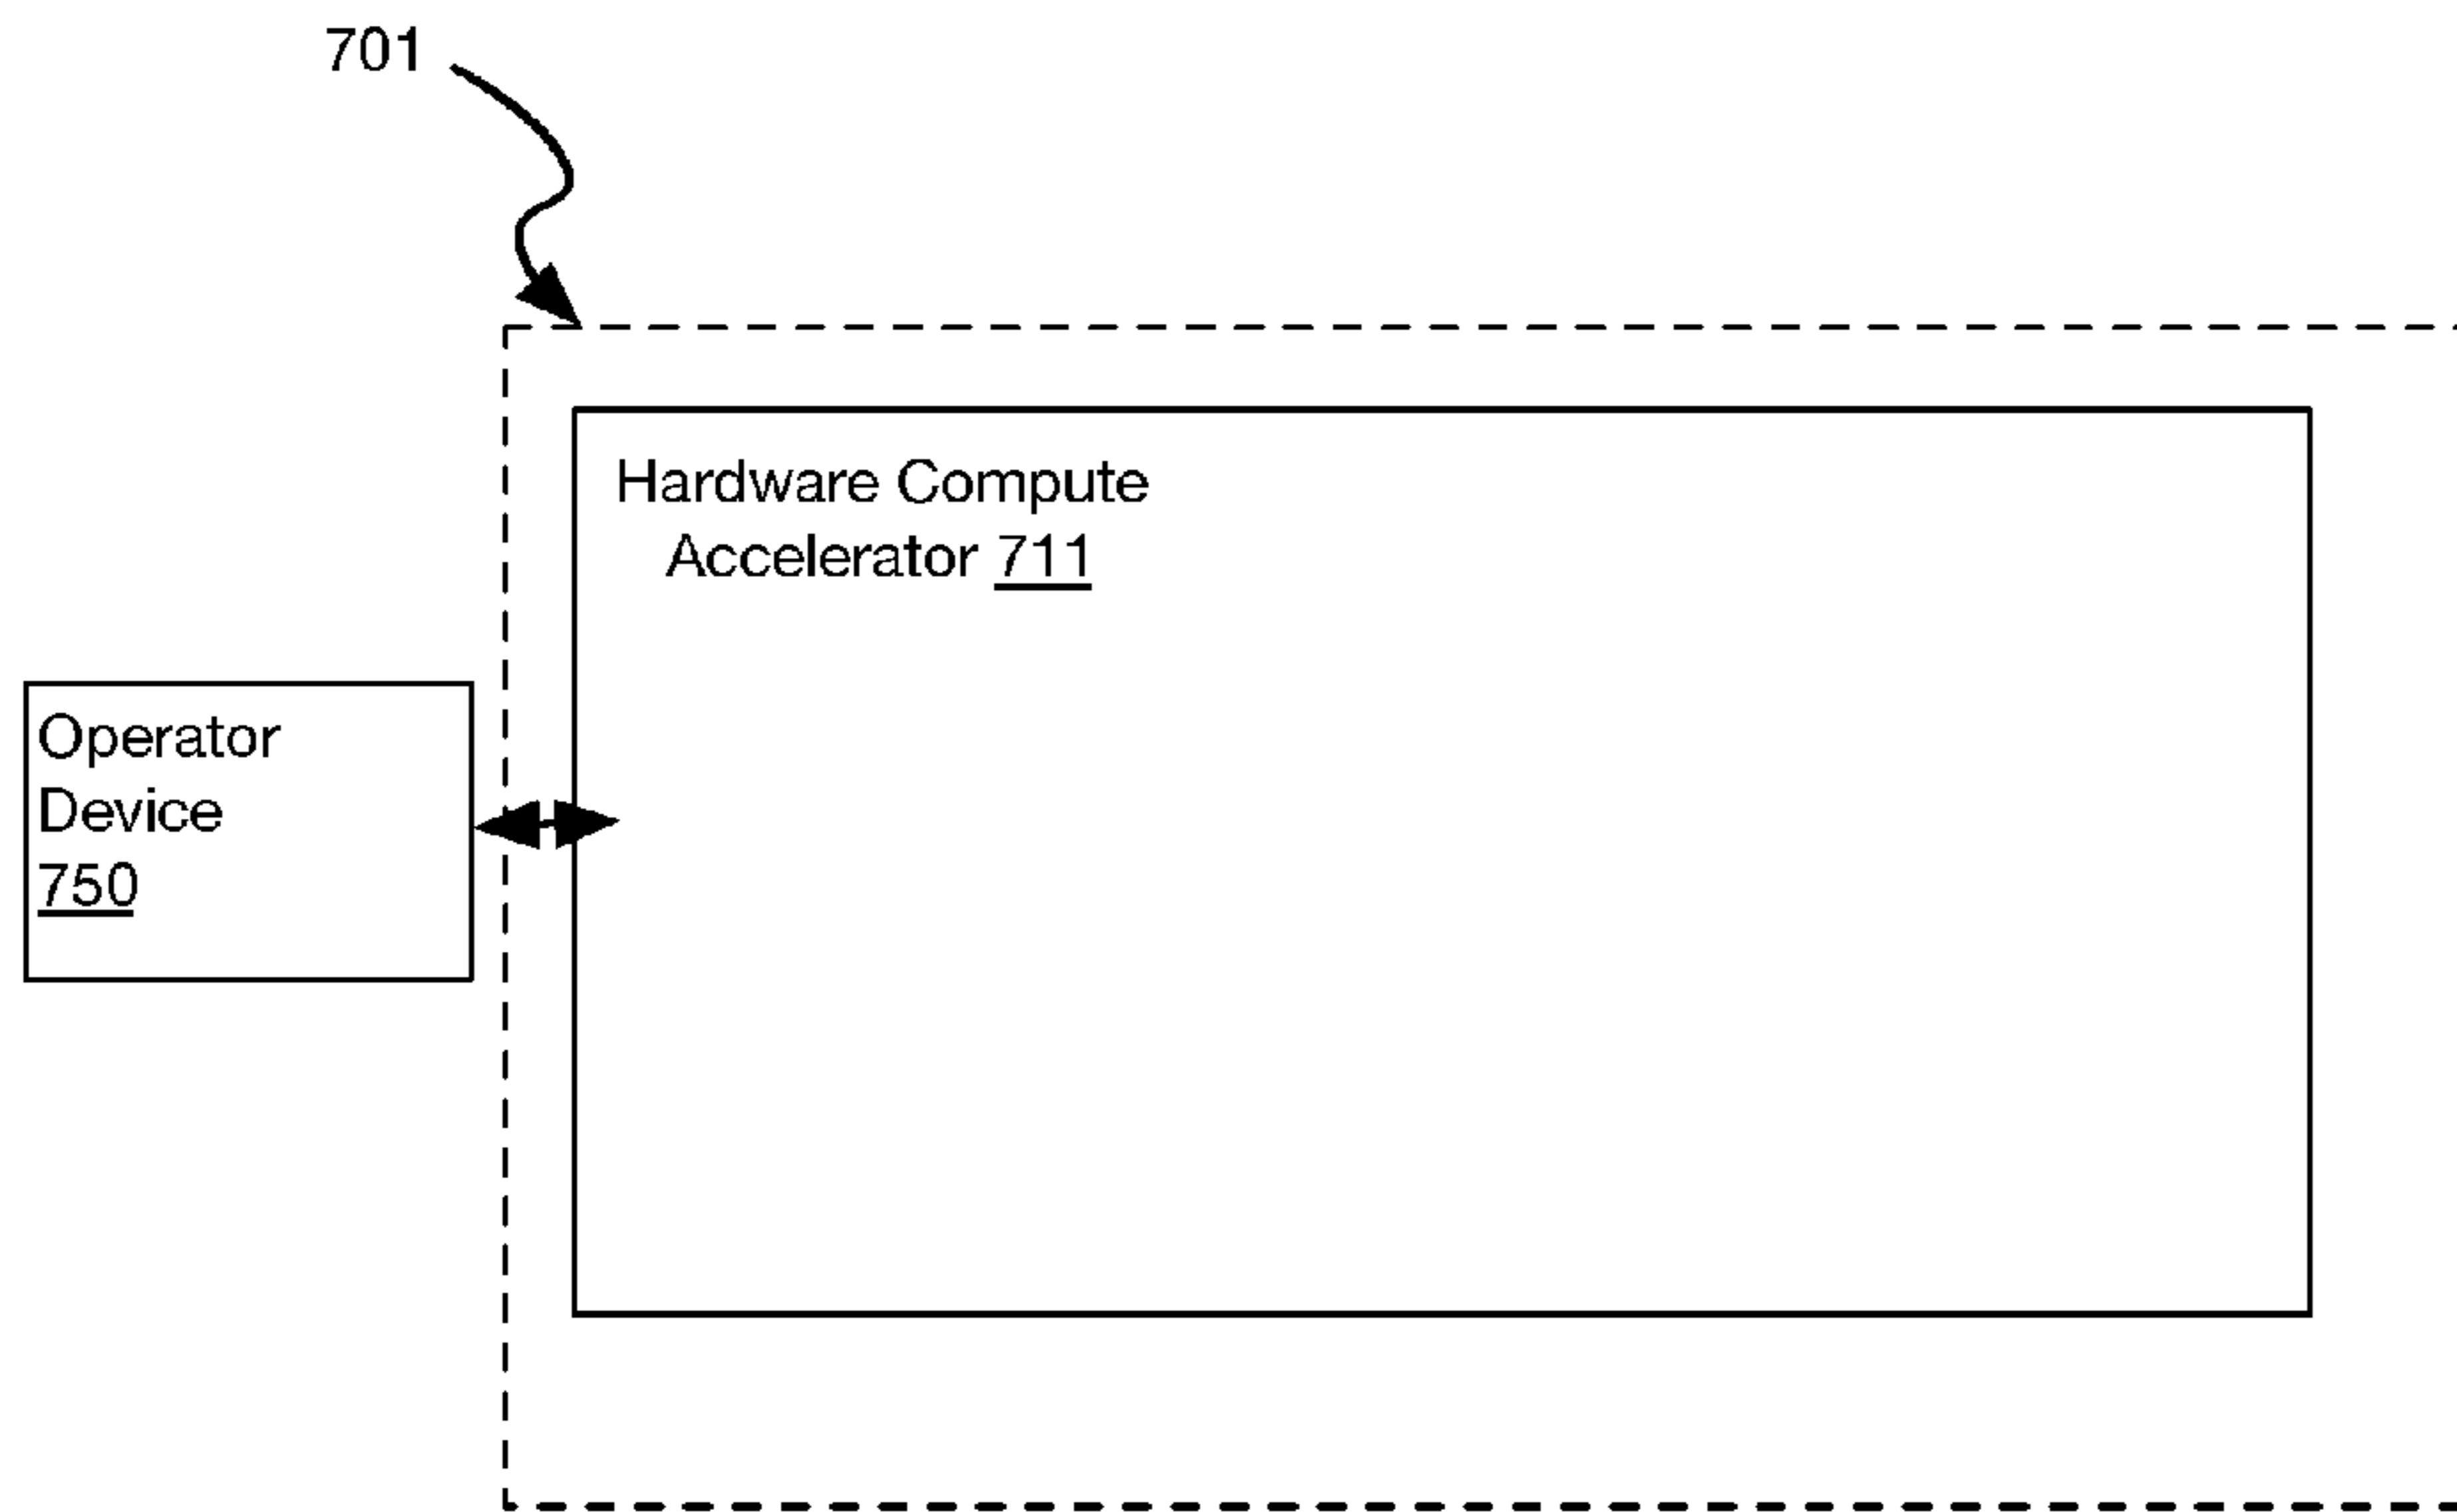 701
Hardware Compute
Accelerator 711
Operator
Device
750